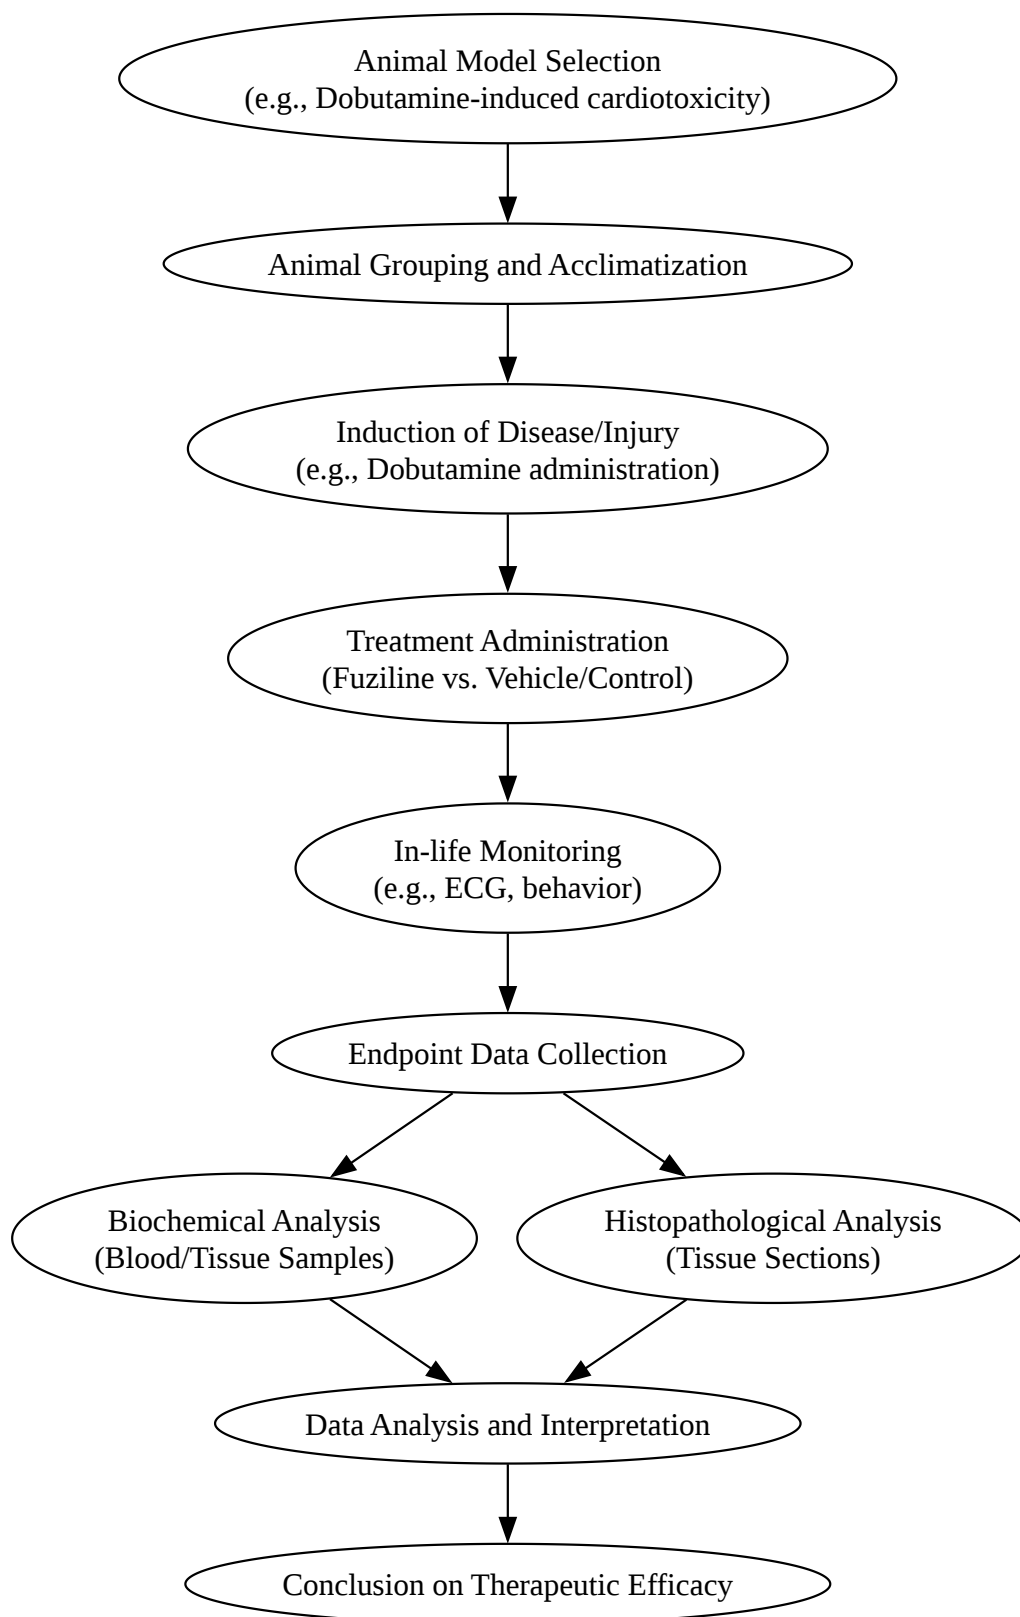 Animal Model Selection
(e.g., Dobutamine-induced cardiotoxicity)
Animal Grouping and Acclimatization
Induction of Disease/Injury
(e.g., Dobutamine administration)
Treatment Administration
(Fuziline vs. Vehicle/Control)
In-life Monitoring
(e.g., ECG, behavior)
Endpoint Data Collection
Biochemical Analysis
(Blood/Tissue Samples)
Histopathological Analysis
(Tissue Sections)
Data Analysis and Interpretation
Conclusion on Therapeutic Efficacy